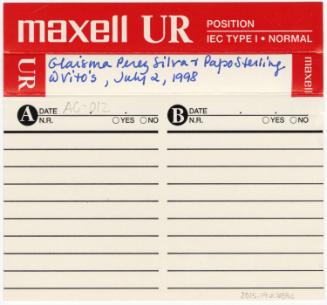 maxell UR POSITION
IEC TYPE I • NORMAL
UR
Glaisma Perez Silva + Papo Sterling
@ Vito's, July 2, 1998
maxell
A DATE AC-012
N.R. ○YES ○NO
B DATE
N.R. ○YES ○NO